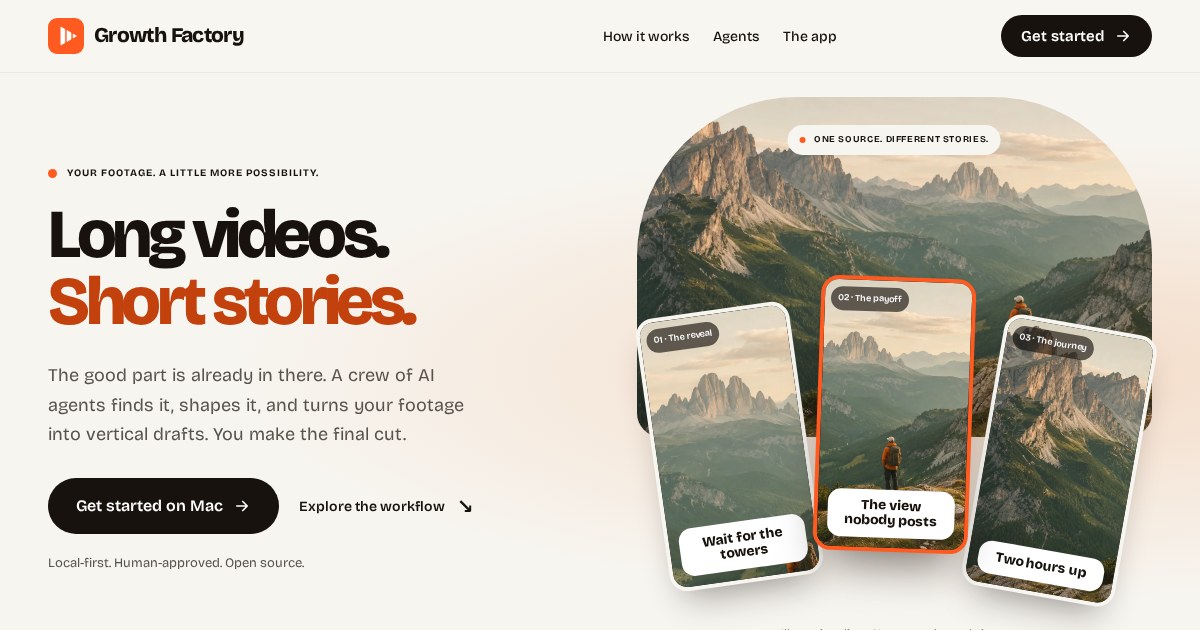 Growth Factory
How it works
Agents
The app
Get started →
YOUR FOOTAGE. A LITTLE MORE POSSIBILITY.
Long videos.
Short stories.
The good part is already in there. A crew of AI
agents finds it, shapes it, and turns your footage
into vertical drafts. You make the final cut.
Get started on Mac →
Explore the workflow ↘
Local-first. Human-approved. Open source.
ONE SOURCE. DIFFERENT STORIES.
01 · The reveal
Wait for the
towers
02 · The payoff
The view
nobody posts
03 · The journey
Two hours up